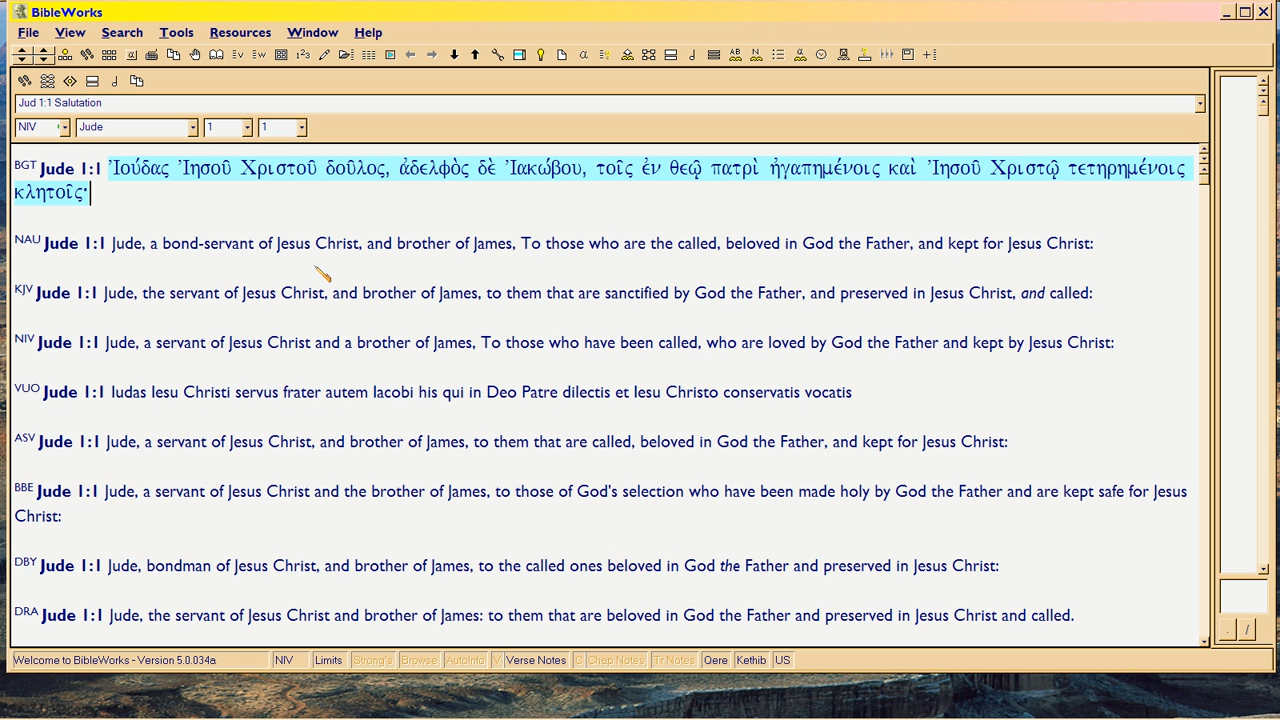 BibleWorks
File View Search Tools Resources Window Help
Jud 1:1 Salutation
NIV Jude 1 1
BGT Jude 1:1 Ἰούδας Ἰησοῦ Χριστοῦ δοῦλος, ἀδελφὸς δὲ Ἰακώβου, τοῖς ἐν θεῷ πατρὶ ἠγαπημένοις καὶ Ἰησοῦ Χριστῷ τετηρημένοις
κλητοῖς·
NAU Jude 1:1 Jude, a bond-servant of Jesus Christ, and brother of James, To those who are the called, beloved in God the Father, and kept for Jesus Christ:
KJV Jude 1:1 Jude, the servant of Jesus Christ, and brother of James, to them that are sanctified by God the Father, and preserved in Jesus Christ, and called:
NIV Jude 1:1 Jude, a servant of Jesus Christ and a brother of James, To those who have been called, who are loved by God the Father and kept by Jesus Christ:
VUO Jude 1:1 Iudas Iesu Christi servus frater autem Iacobi his qui in Deo Patre dilectis et Iesu Christo conservatis vocatis
ASV Jude 1:1 Jude, a servant of Jesus Christ, and brother of James, to them that are called, beloved in God the Father, and kept for Jesus Christ:
BBE Jude 1:1 Jude, a servant of Jesus Christ and the brother of James, to those of God's selection who have been made holy by God the Father and are kept safe for Jesus
Christ:
DBY Jude 1:1 Jude, bondman of Jesus Christ, and brother of James, to the called ones beloved in God the Father and preserved in Jesus Christ:
DRA Jude 1:1 Jude, the servant of Jesus Christ and brother of James: to them that are beloved in God the Father and preserved in Jesus Christ and called.
Welcome to BibleWorks - Version 5.0.034a NIV Limits Strong's Browse AutoInfo V Verse Notes C Chep Notes Tr Notes Qere Kethib US